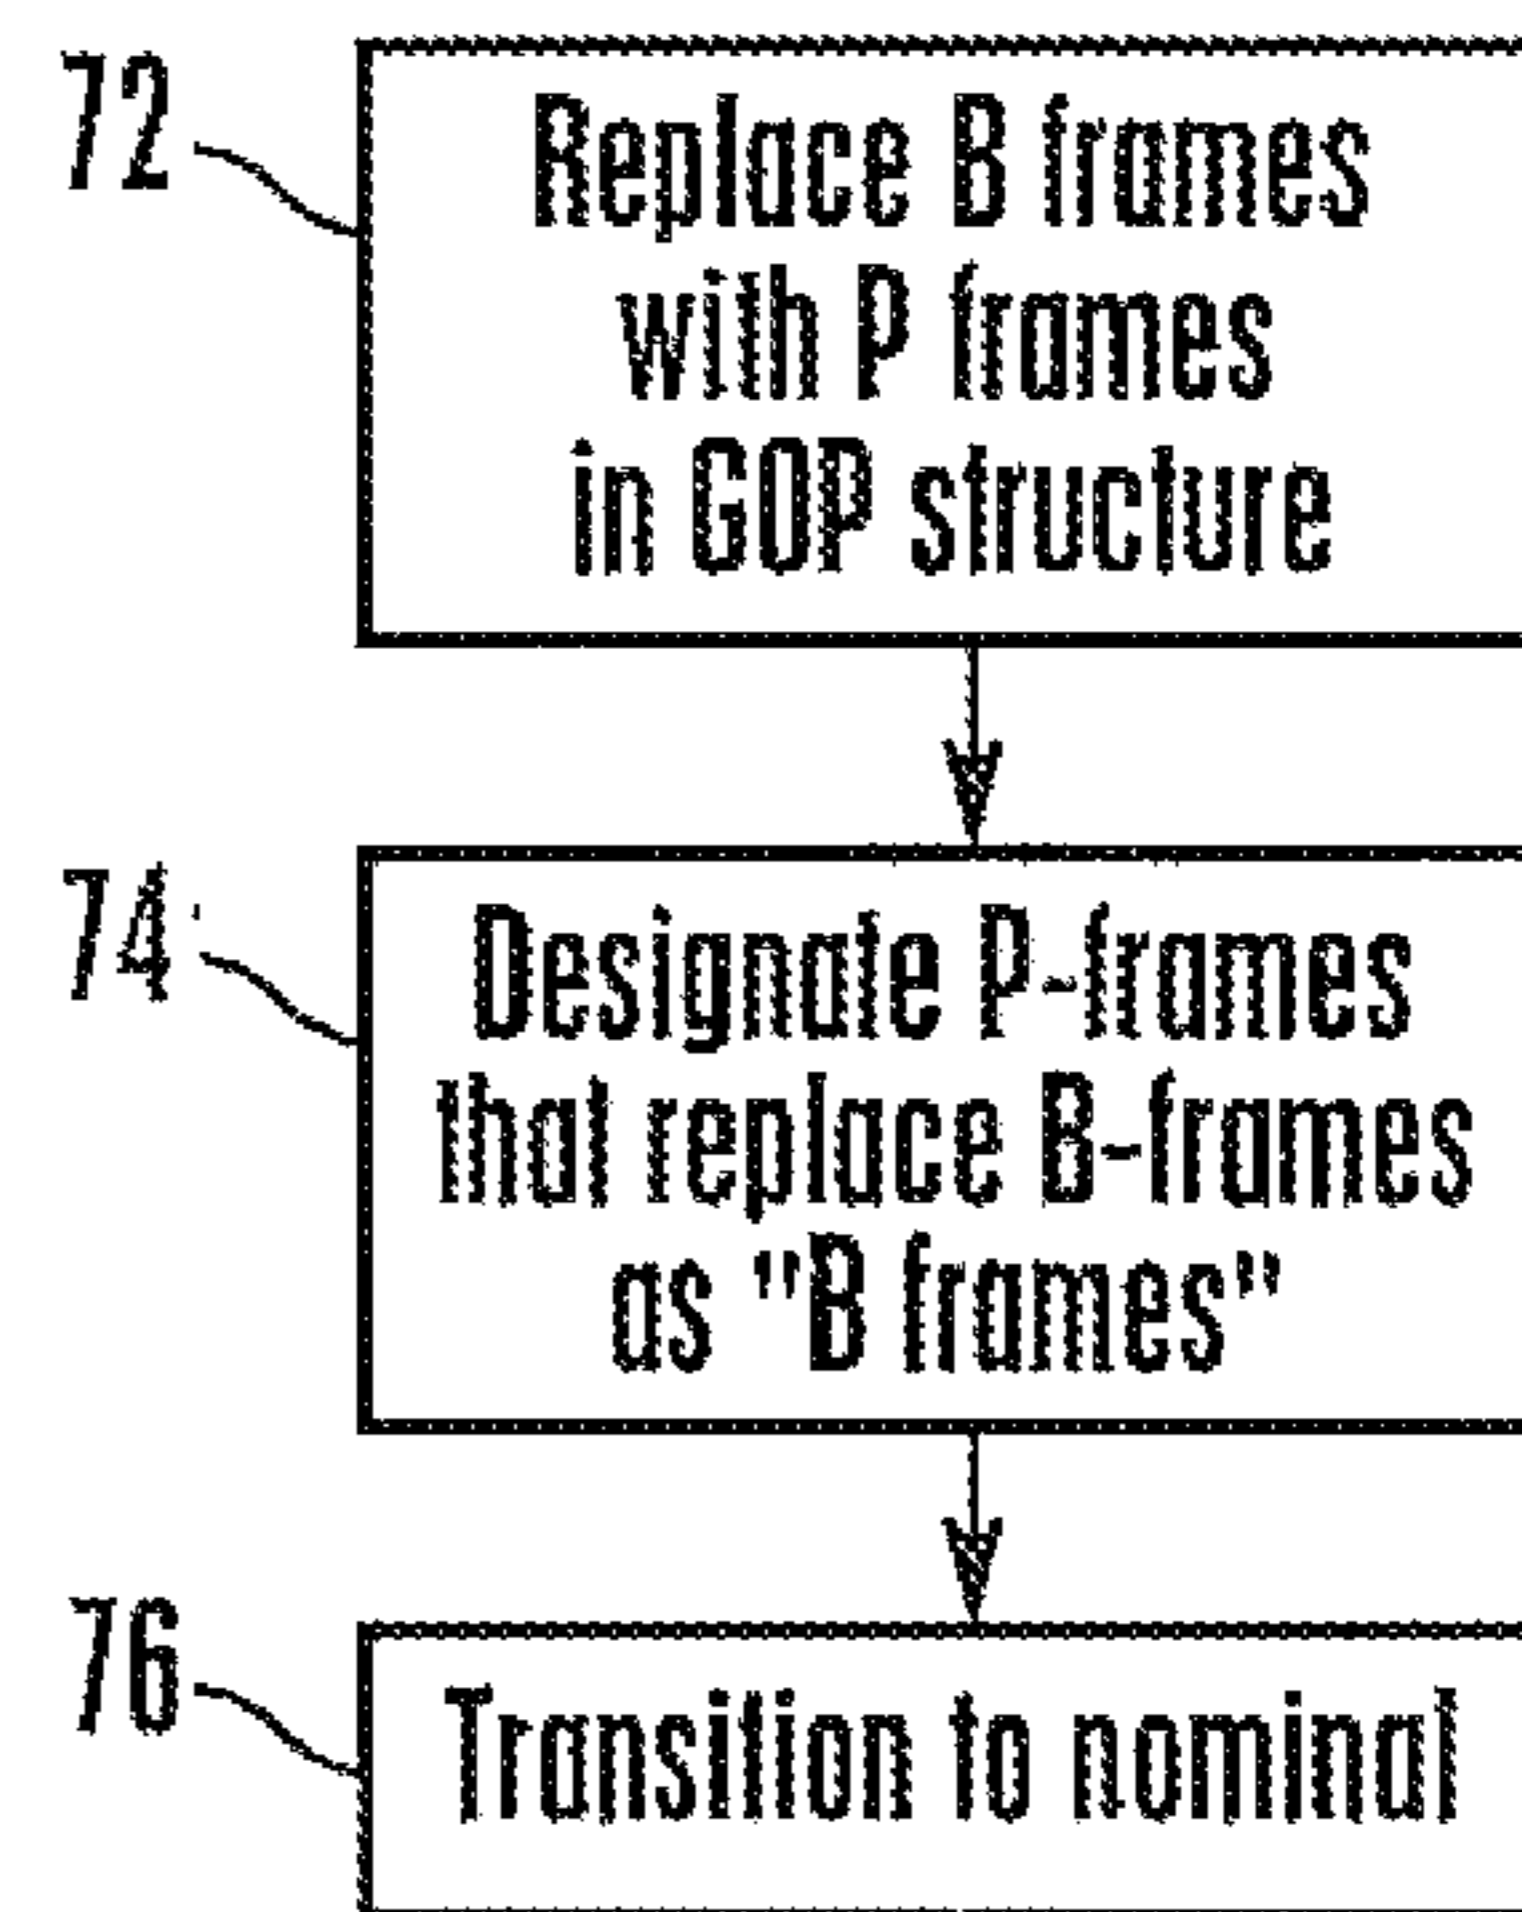 72
Replace B frames
with P frames
in GOP structure
74
Designate P-frames
that replace B-frames
as "B frames"
76
Transition to nominal